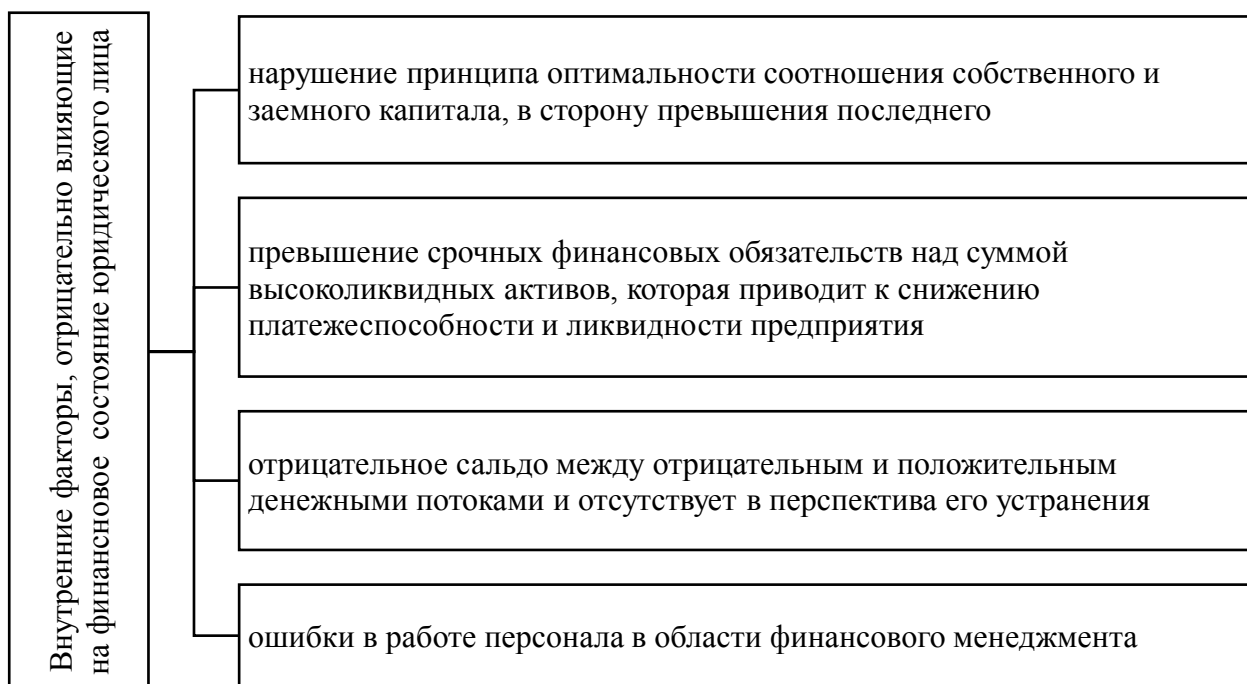 Внутренние факторы, отрицательно влияющие
на финансновое состояние юридического лица
нарушение принципа оптимальности соотношения собственного и
заемного капитала, в сторону превышения последнего
превышение срочных финансовых обязательств над суммой
высоколиквидных активов, которая приводит к снижению
платежеспособности и ликвидности предприятия
отрицательное сальдо между отрицательным и положительным
денежными потоками и отсутствует в перспектива его устранения
ошибки в работе персонала в области финансового менеджмента